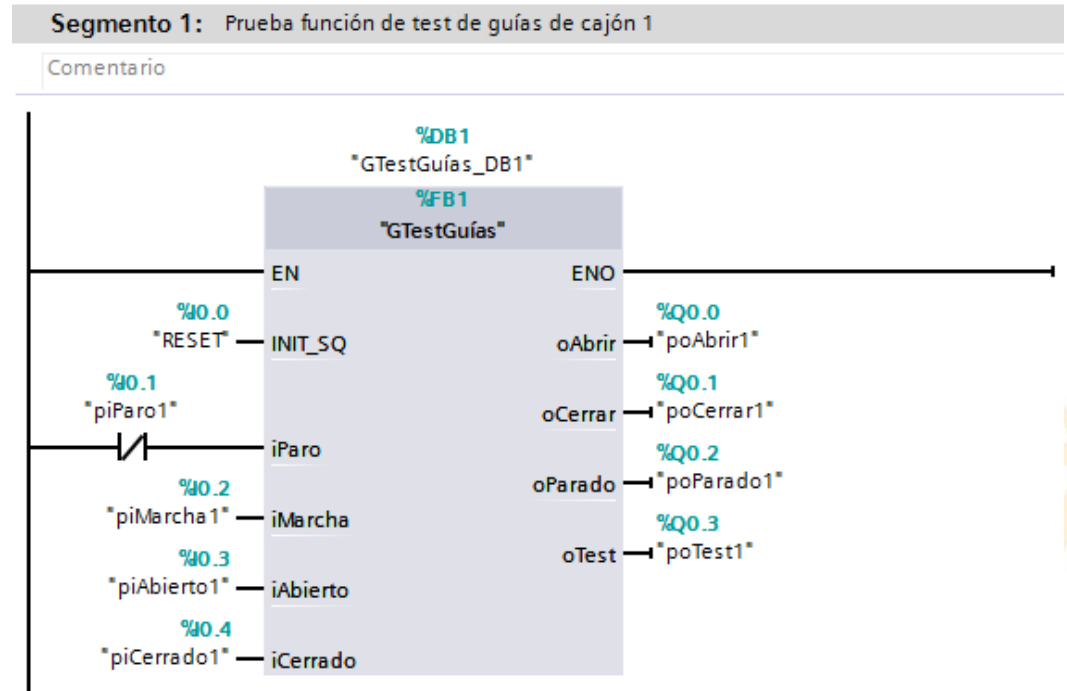 Segmento 1: Prueba función de test de guías de cajón 1
Comentario
%DB1
"GTestGuías_DB1"
%FB1
"GTestGuías"
EN ENO
%I0.0
"RESET" INIT_SQ
%Q0.0
oAbrir "poAbrir1"
%I0.1
"piParo1"
iParo
%Q0.1
oCerrar "poCerrar1"
%I0.2
"piMarcha1" iMarcha
%Q0.2
oParado "poParado1"
%I0.3
"piAbierto1" iAbierto
%Q0.3
oTest "poTest1"
%I0.4
"piCerrado1" iCerrado